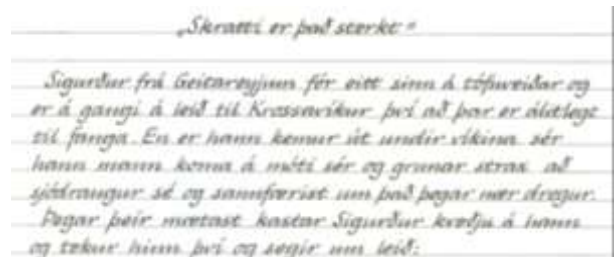 „Skratti er það sterkt"
Sigurður frá Geitareyjum fór eitt sinn á tófuveiðar og
er á gangi á leið til Krossavíkur því að þar er álitlegt
til fanga. En er hann kemur út undir víkina sér
hann mann koma á móti sér og grunar strax að
sjódraugur sé og sannfærist um það þegar nær dregur.
Þegar þeir mætast kastar Sigurður kveðju á hann
og tekur hinn því og segir um leið: